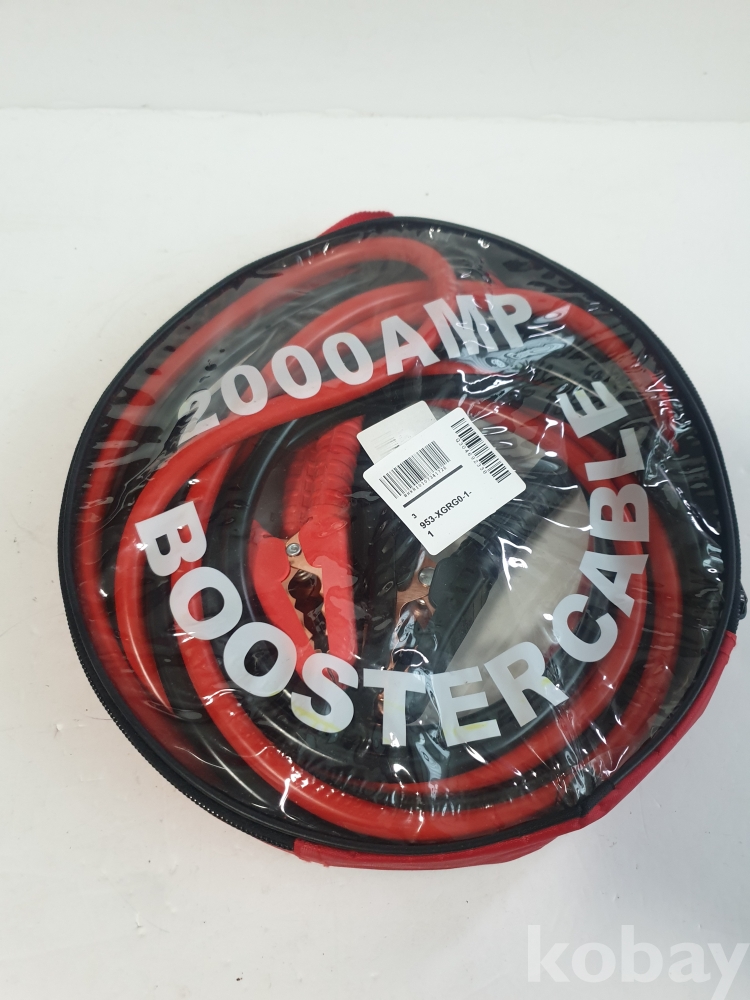 2000AMP
BOOSTER CABLE
3
953-XGRG0-1-
1
kobay